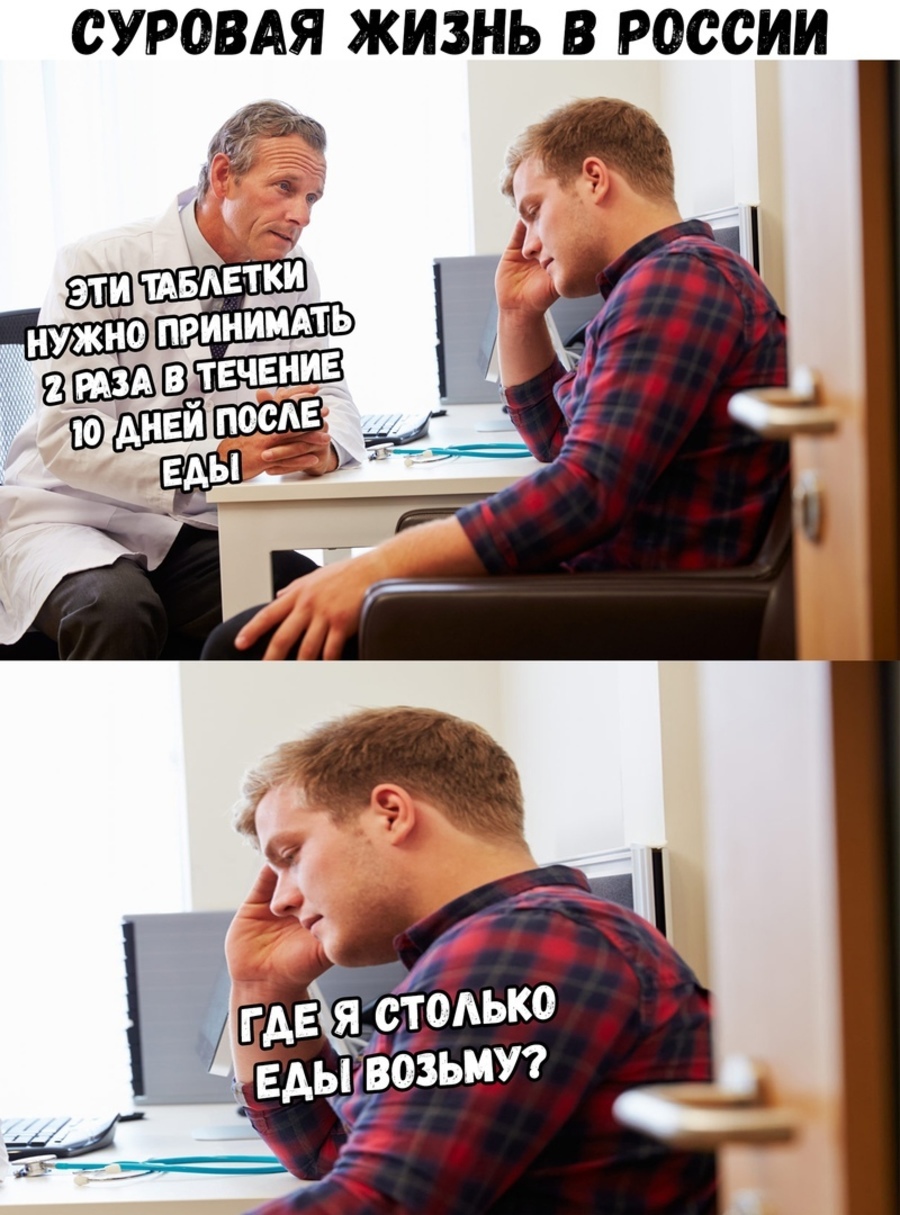 СУРОВАЯ ЖИЗНЬ В РОССИИ
ЭТИ ТАБЛЕТКИ
НУЖНО ПРИНИМАТЬ
2 РАЗА В ТЕЧЕНИЕ
10 ДНЕЙ ПОСЛЕ
ЕДЫ
ГДЕ Я СТОЛЬКО
ЕДЫ ВОЗЬМУ?